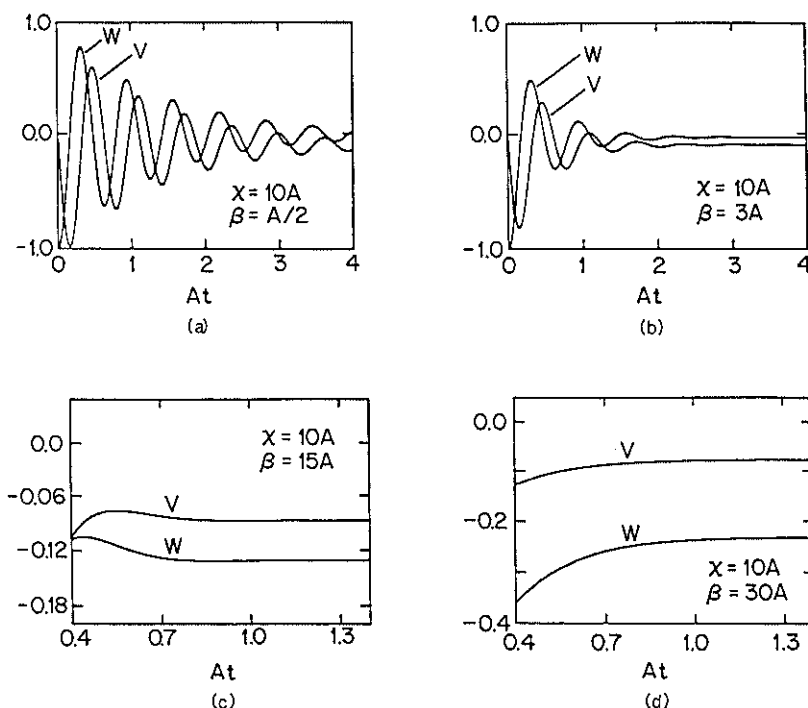 1.0
0.0
-1.0
W
V
χ = 10A
β = A/2
0 1 2 3 4
At
(a)
1.0
0.0
-1.0
W
V
χ = 10A
β = 3A
0 1 2 3 4
At
(b)
0.0
-0.06
-0.12
-0.18
χ = 10A
β = 15A
V
W
0.4 0.7 1.0 1.3
At
(c)
0.0
-0.2
-0.4
V
W
χ = 10A
β = 30A
0.4 0.7 1.0 1.3
At
(d)